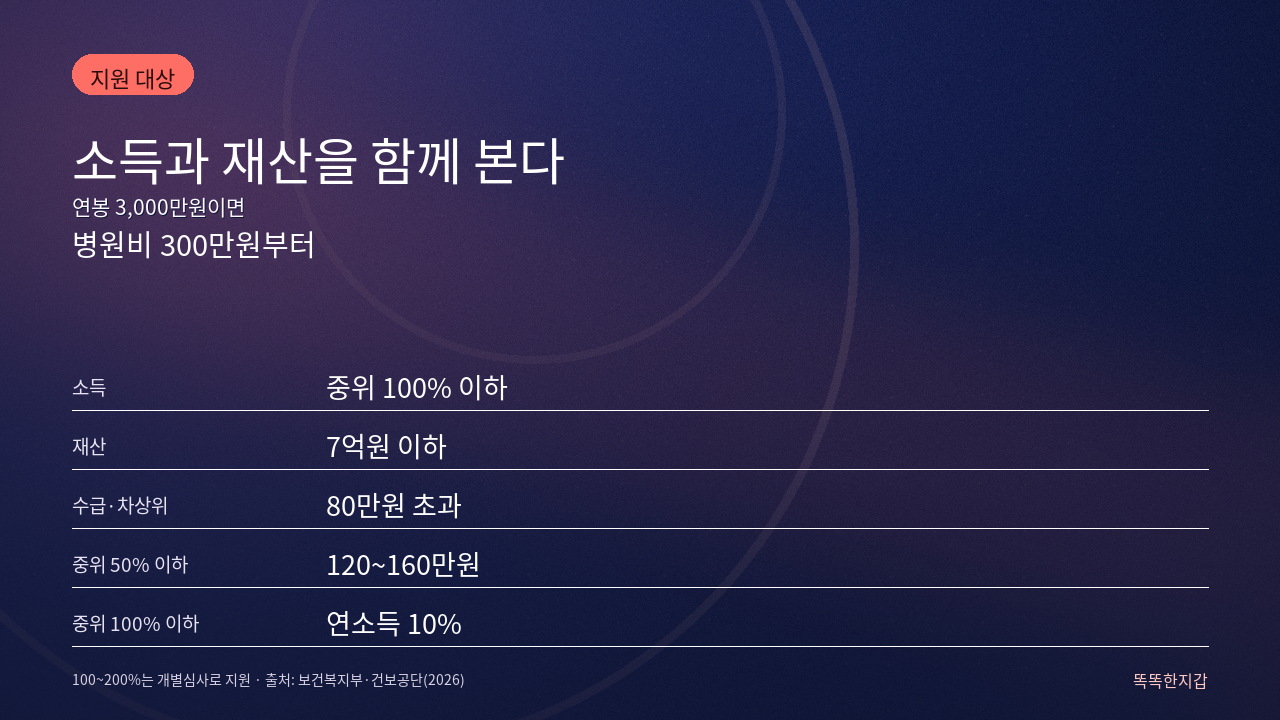 지원 대상
소득과 재산을 함께 본다
연봉 3,000만원이면
병원비 300만원부터
소득 중위 100% 이하
재산 7억원 이하
수급·차상위 80만원 초과
중위 50% 이하 120~160만원
중위 100% 이하 연소득 10%
100~200%는 개별심사로 지원 · 출처: 보건복지부·건보공단(2026)
똑똑한지갑